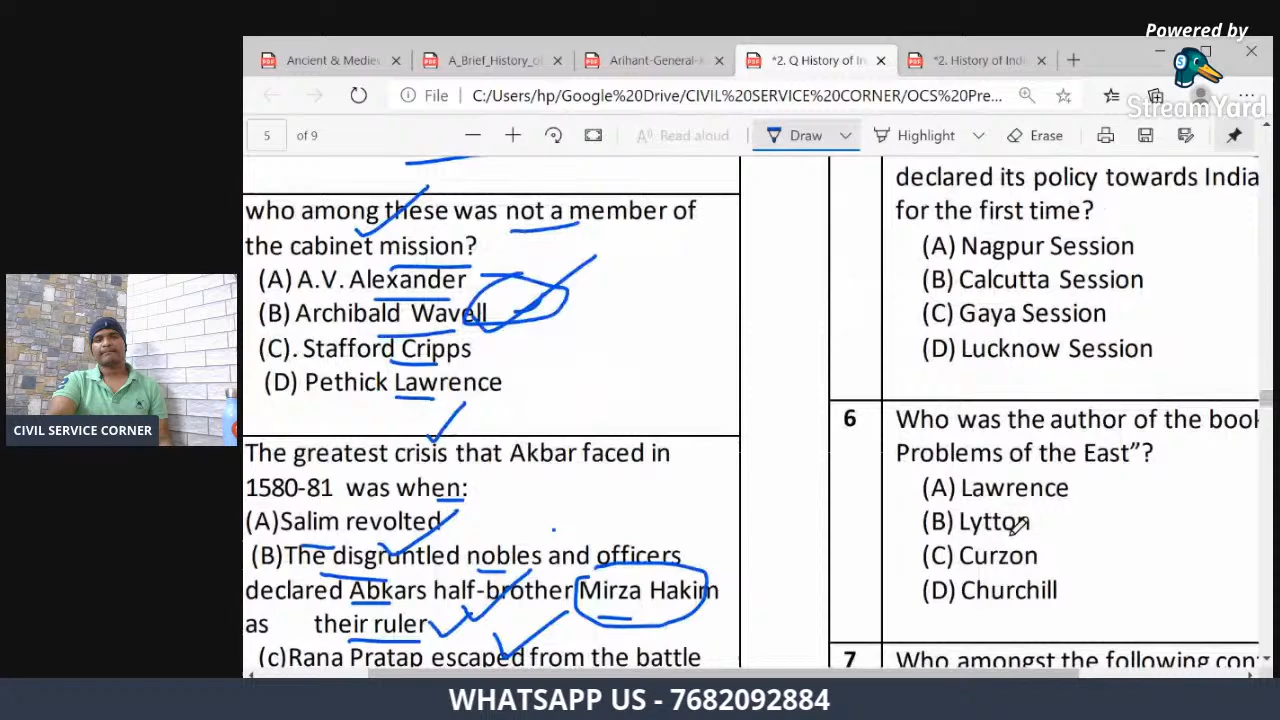 Powered by
StreamYard
Ancient & Mediev
A_Brief_History_o
Arihant-General-
*2. Q History of In
*2. History of Indi
File
C:/Users/hp/Google%20Drive/CIVIL%20SERVICE%20CORNER/OCS%20Pre...
5 of 9
Read aloud
Draw
Highlight
Erase
who among these was not a member of
the cabinet mission?
(A) A.V. Alexander
(B) Archibald Wavell
(C). Stafford Cripps
(D) Pethick Lawrence
The greatest crisis that Akbar faced in
1580-81 was when:
(A)Salim revolted
(B)The disgruntled nobles and officers
declared Abkars half-brother Mirza Hakim
as their ruler
(c)Rana Pratap escaped from the battle
declared its policy towards India
for the first time?
(A) Nagpur Session
(B) Calcutta Session
(C) Gaya Session
(D) Lucknow Session
6 Who was the author of the book
Problems of the East”?
(A) Lawrence
(B) Lytton
(C) Curzon
(D) Churchill
7 Who amongst the following con
CIVIL SERVICE CORNER
WHATSAPP US - 7682092884